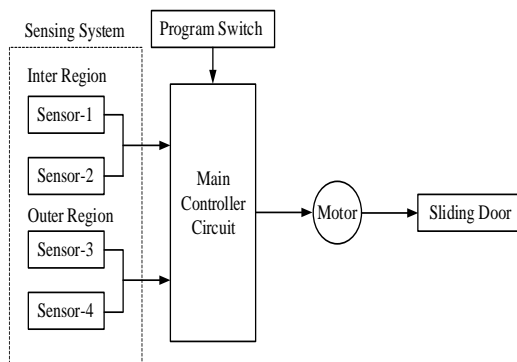 Sensing System
Program Switch
Inter Region
Sensor-1
Sensor-2
Outer Region
Sensor-3
Sensor-4
Main
Controller
Circuit
Motor
Sliding Door